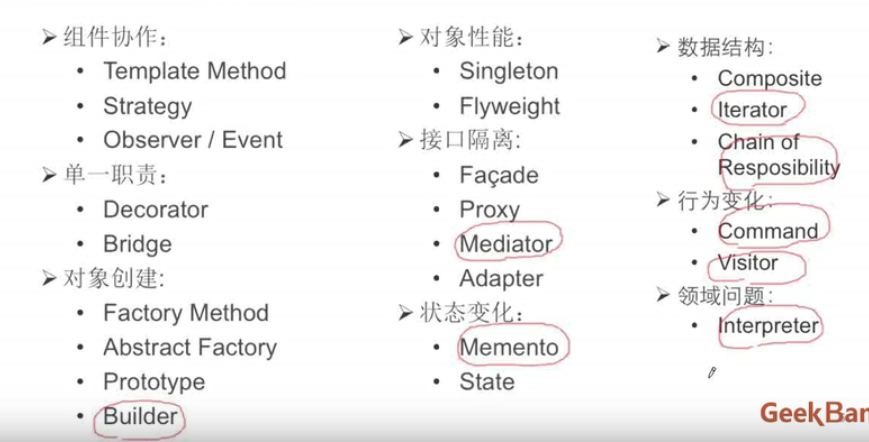 组件协作：
Template Method
Strategy
Observer / Event
单一职责：
Decorator
Bridge
对象创建:
Factory Method
Abstract Factory
Prototype
Builder
对象性能：
Singleton
Flyweight
接口隔离:
Façade
Proxy
Mediator
Adapter
状态变化：
Memento
State
数据结构:
Composite
Iterator
Chain of
Resposibility
行为变化:
Command
Visitor
领域问题:
Interpreter
GeekBan